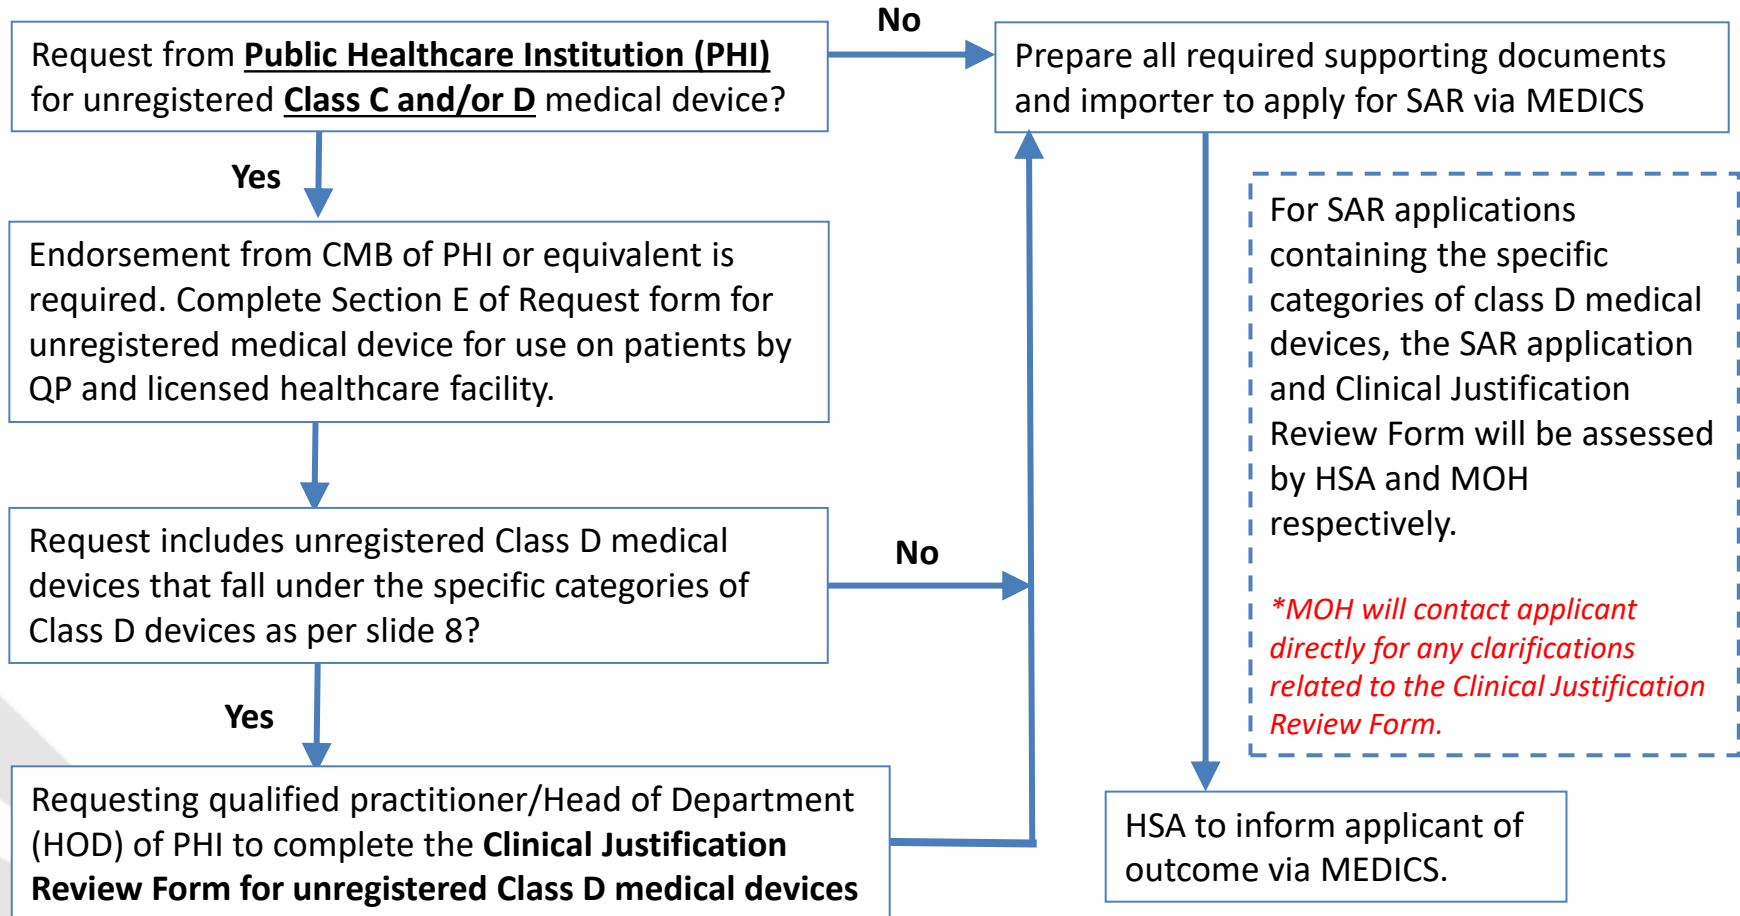 Request from Public Healthcare Institution (PHI)
for unregistered Class C and/or D medical device?
No
Prepare all required supporting documents
and importer to apply for SAR via MEDICS
Yes
Endorsement from CMB of PHI or equivalent is
required. Complete Section E of Request form for
unregistered medical device for use on patients by
QP and licensed healthcare facility.
Request includes unregistered Class D medical
devices that fall under the specific categories of
Class D devices as per slide 8?
No
Yes
Requesting qualified practitioner/Head of Department
(HOD) of PHI to complete the Clinical Justification
Review Form for unregistered Class D medical devices
For SAR applications
containing the specific
categories of class D medical
devices, the SAR application
and Clinical Justification
Review Form will be assessed
by HSA and MOH
respectively.
*MOH will contact applicant
directly for any clarifications
related to the Clinical Justification
Review Form.
HSA to inform applicant of
outcome via MEDICS.